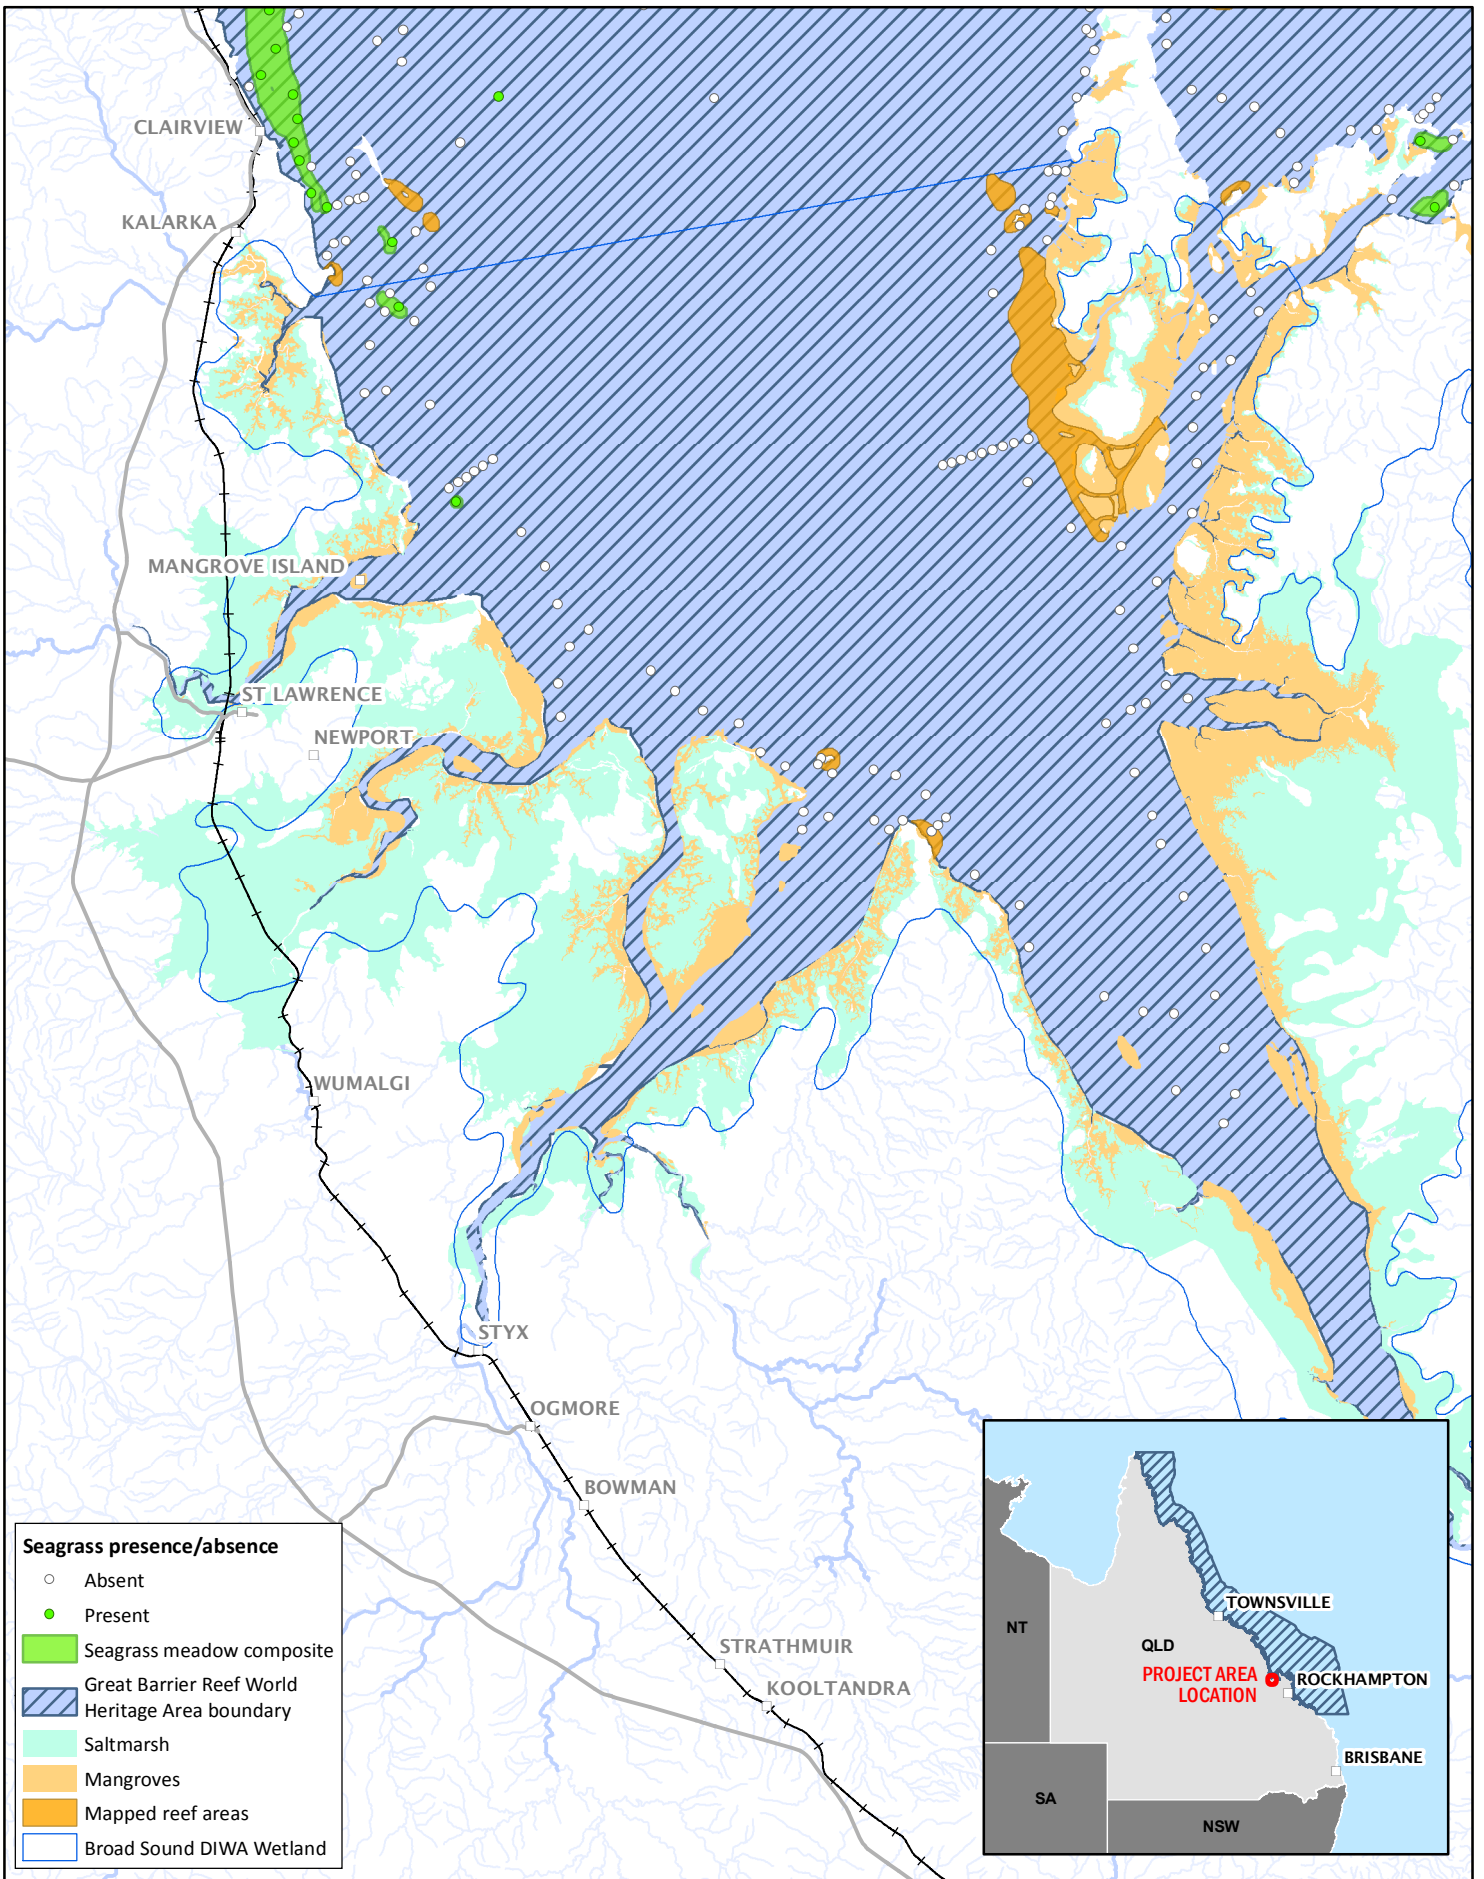 CLAIRVIEW
KALARKA
MANGROVE ISLAND
ST LAWRENCE
NEWPORT
WUMALGI
STYX
OGMORE
BOWMAN
STRATHMUIR
KOOLTANDRA
Seagrass presence/absence
Absent
Present
Seagrass meadow composite
Great Barrier Reef World
Heritage Area boundary
Saltmarsh
Mangroves
Mapped reef areas
Broad Sound DIWA Wetland
TOWNSVILLE
NT
QLD
PROJECT AREA
LOCATION
ROCKHAMPTON
BRISBANE
SA
NSW